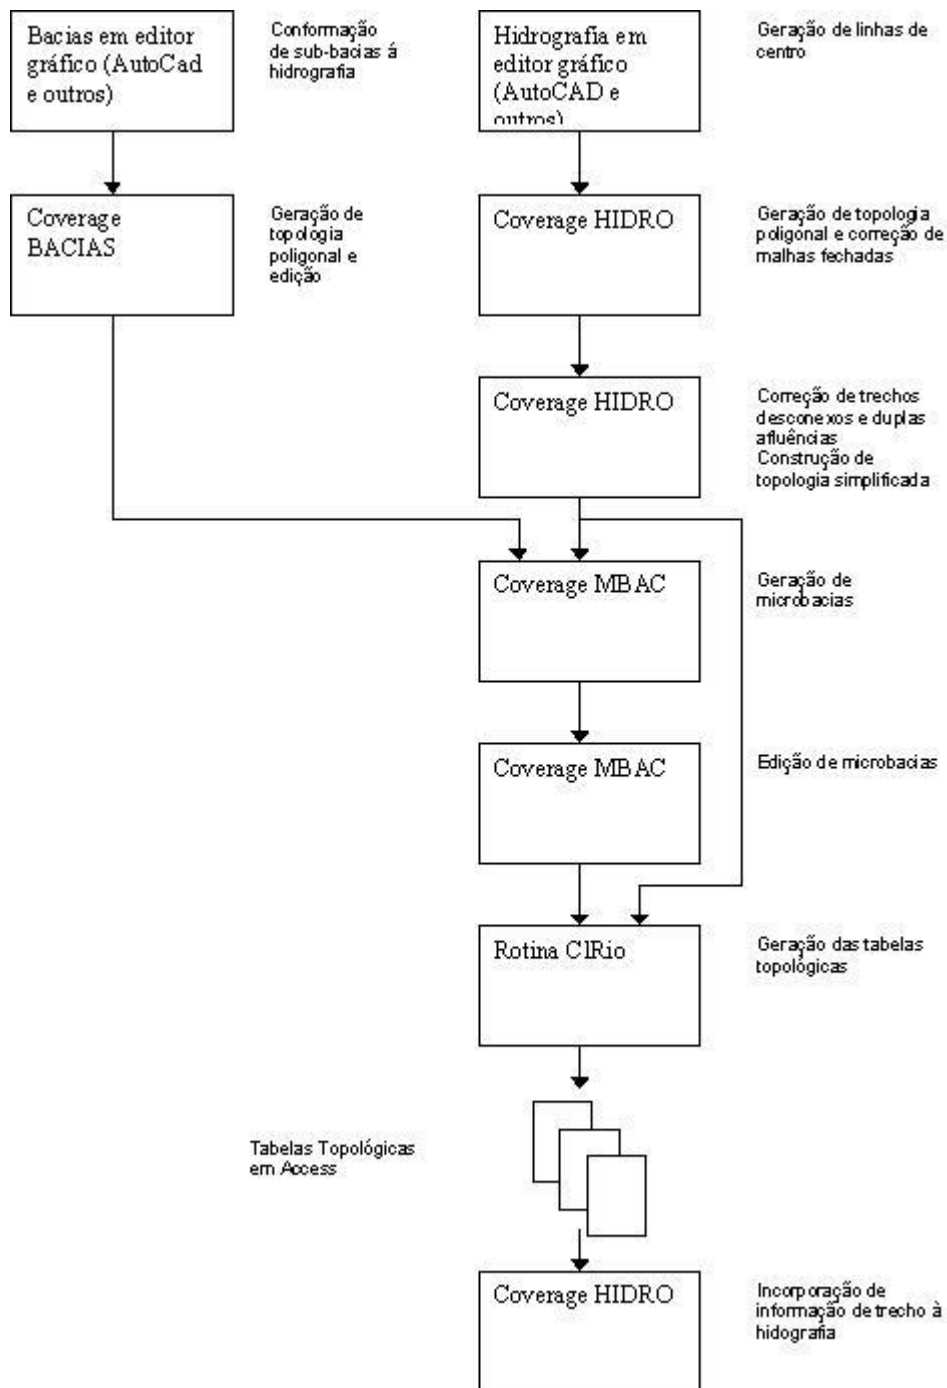 Bacias em editor
gráfico (AutoCad
e outros)
Conformação
de sub-bacias á
hidrografia
Hidrografia em
editor gráfico
(AutoCAD e
outros)
Geração de linhas de
centro
Coverage
BACIAS
Geração de
topologia
poligonal e
edição
Coverage HIDRO
Geração de topologia
poligonal e correção de
malhas fechadas
Coverage HIDRO
Correção de trechos
desconexos e duplas
afluências
Construção de
topologia simplificada
Coverage MBAC
Geração de
microbacias
Coverage MBAC
Edição de microbacias
Rotina ClRio
Geração das tabelas
topológicas
Tabelas Topológicas
em Access
Coverage HIDRO
Incorporação de
informação de trecho à
hidografia